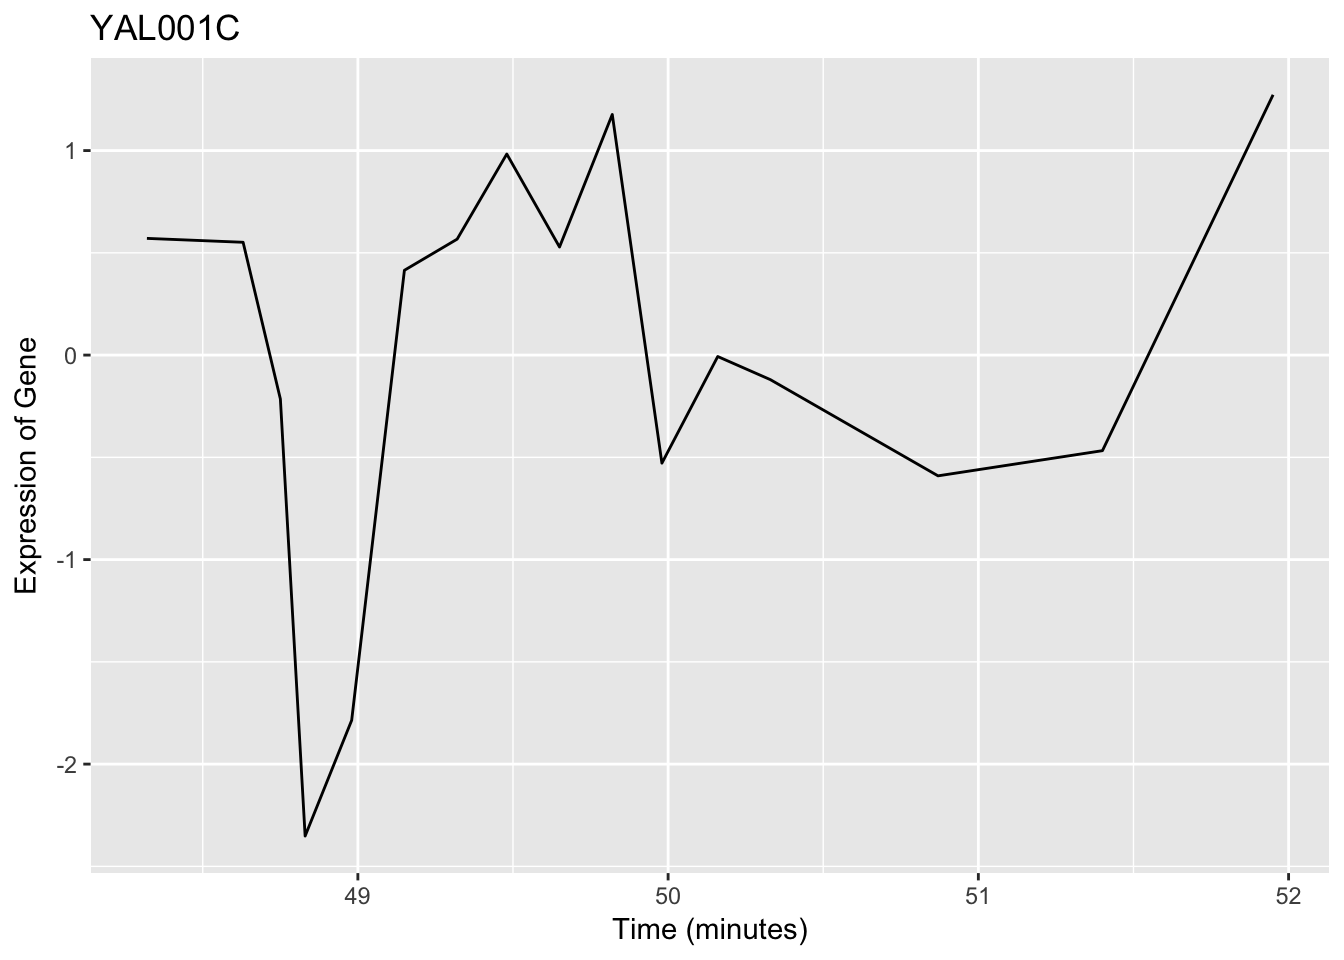 YAL001C
1
0
-1
-2
Expression of Gene
49 50 51 52
Time (minutes)